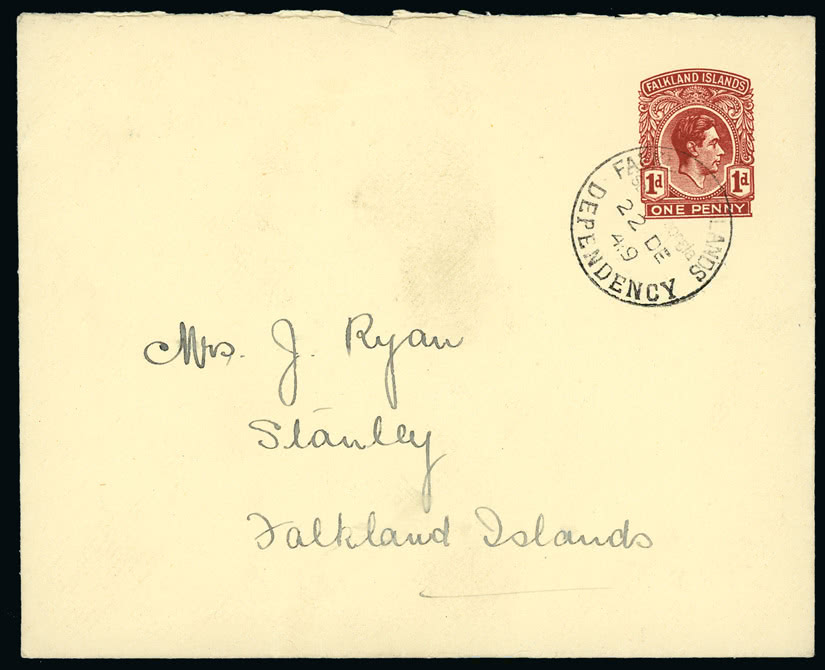 FALKLAND ISLANDS
1d 1d
ONE PENNY
22 DE
49
DEPENDENCY
Mrs. J. Ryan
Stanley
Falkland Islands